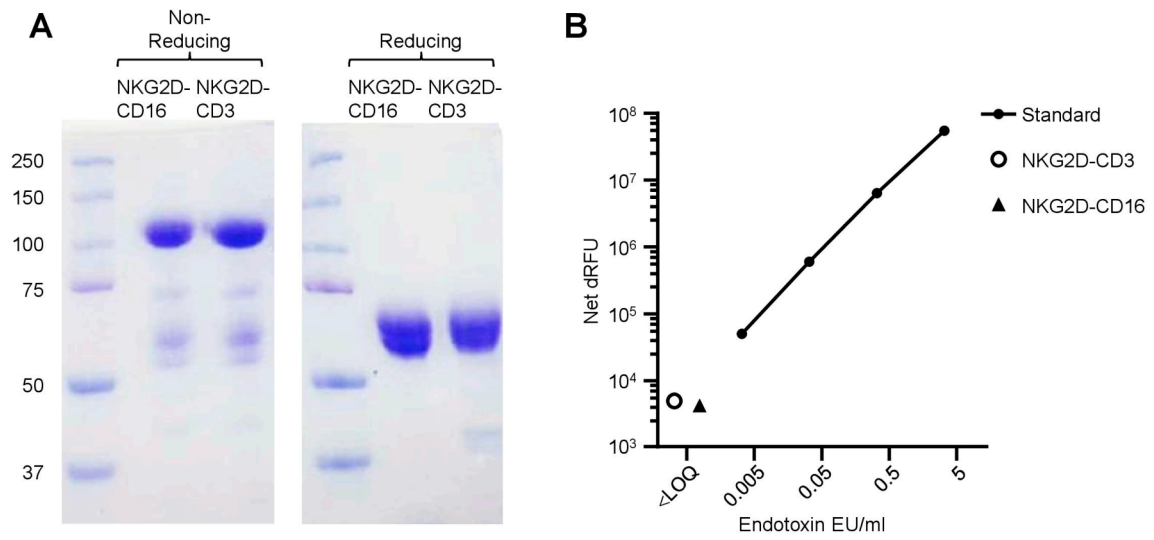 A
Non-
Reducing
NKG2D-
CD16
NKG2D-
CD3
Reducing
NKG2D-
CD16
NKG2D-
CD3
250
150
100
75
50
37
B
10⁸
10⁷
10⁶
10⁵
10⁴
10³
Net dRFU
<LOQ
0.005
0.05
0.5
5
Endotoxin EU/ml
Standard
NKG2D-CD3
NKG2D-CD16